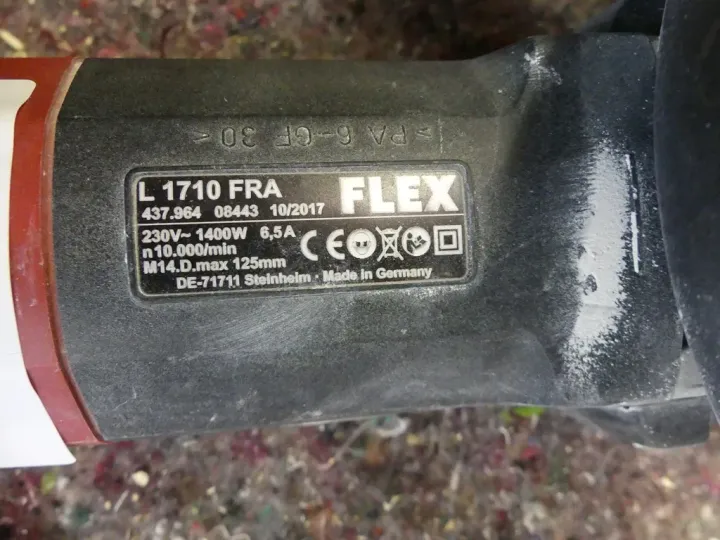 >PA 6-GF 30<
L 1710 FRA
FLEX
437.964 08443 10/2017
230V~ 1400W 6,5A
n10.000/min
M14.D.max 125mm
CE
DE-71711 Steinheim · Made in Germany